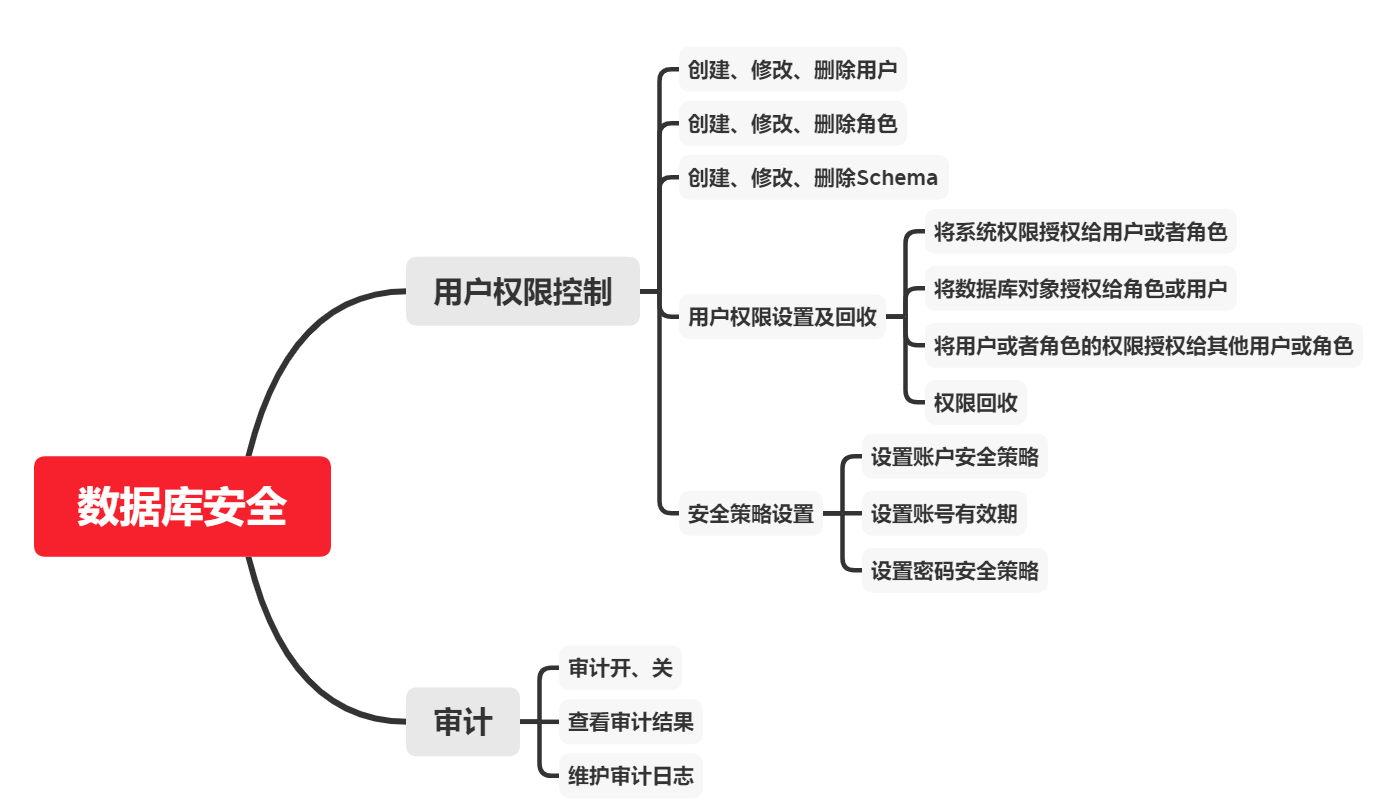 数据库安全
用户权限控制
创建、修改、删除用户
创建、修改、删除角色
创建、修改、删除Schema
用户权限设置及回收
将系统权限授权给用户或者角色
将数据库对象授权给角色或用户
将用户或者角色的权限授权给其他用户或角色
权限回收
安全策略设置
设置账户安全策略
设置账号有效期
设置密码安全策略
审计
审计开、关
查看审计结果
维护审计日志